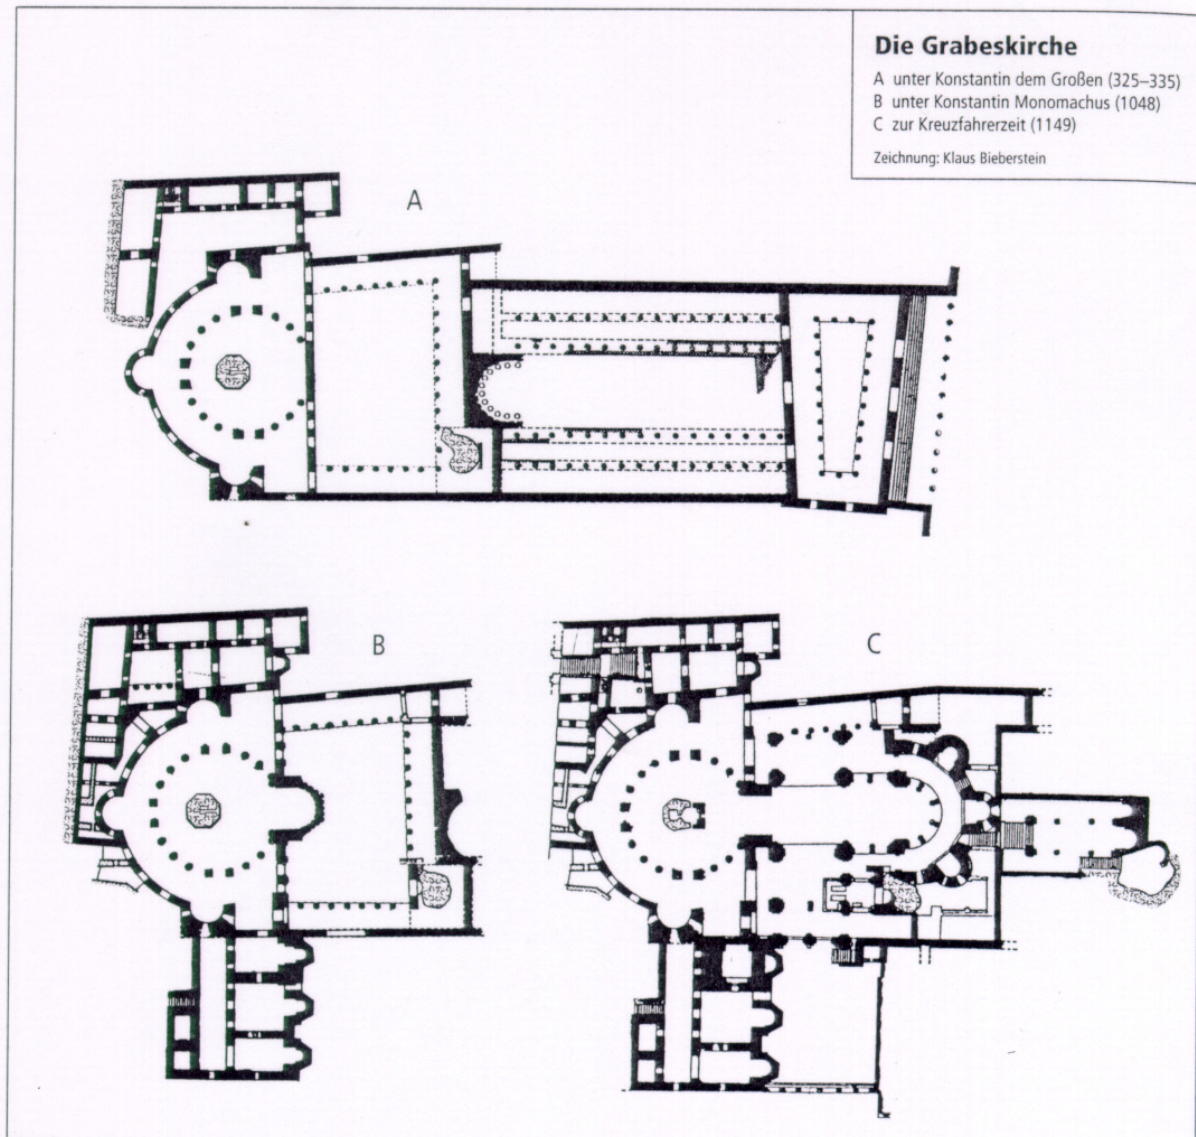 Die Grabeskirche
A unter Konstantin dem Großen (325–335)
B unter Konstantin Monomachus (1048)
C zur Kreuzfahrerzeit (1149)
Zeichnung: Klaus Bieberstein
A
B
C